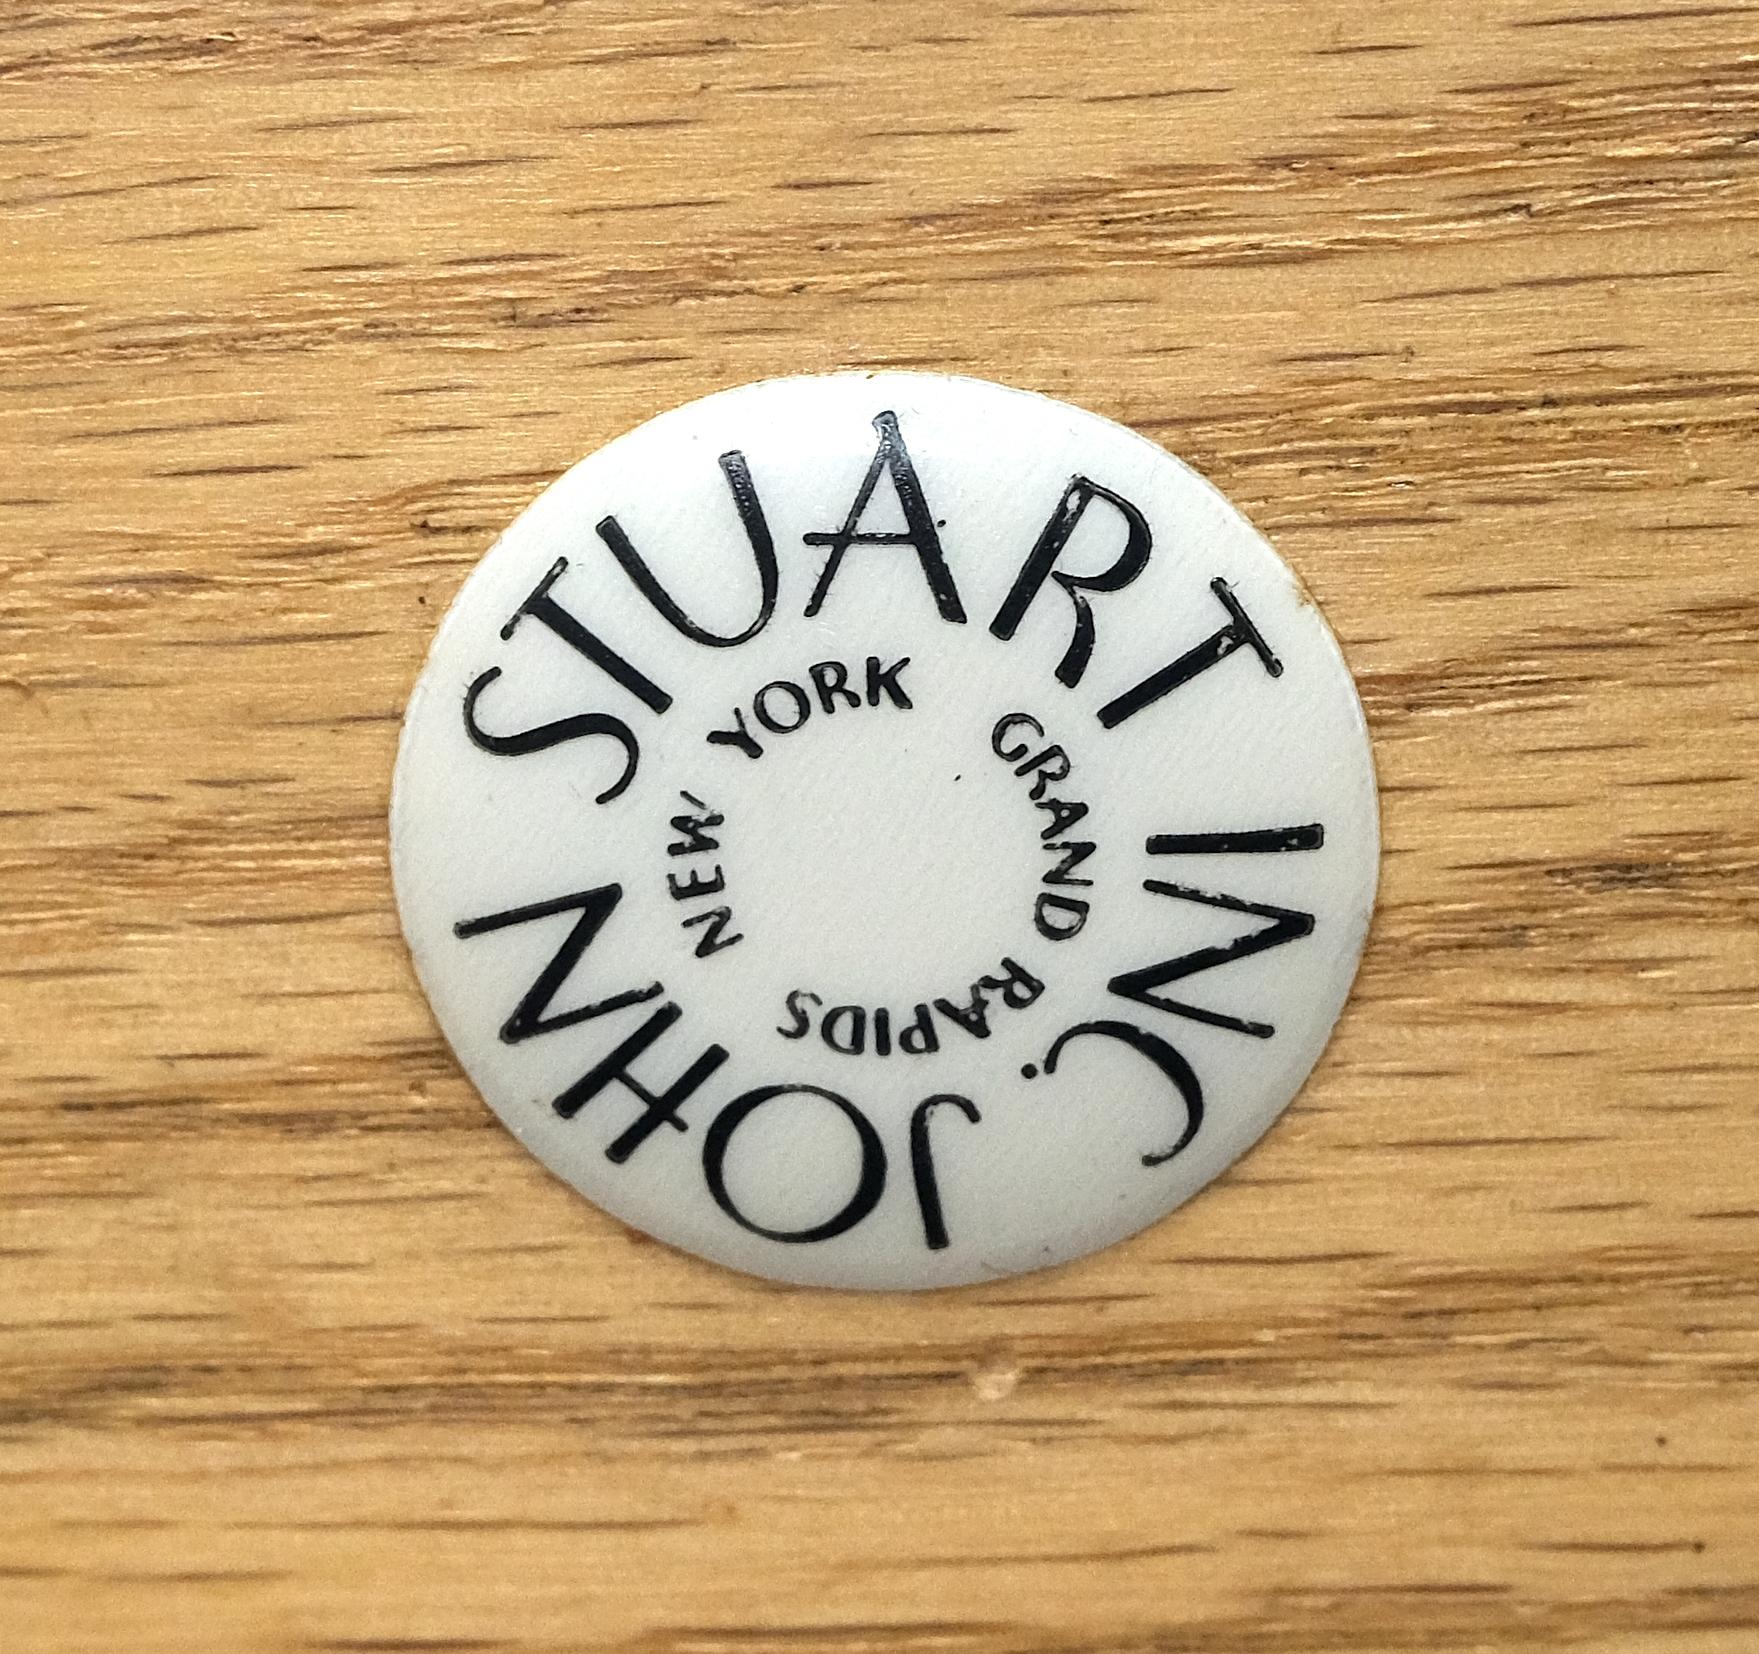 JOHN STUART INC.
NEW YORK GRAND RAPIDS